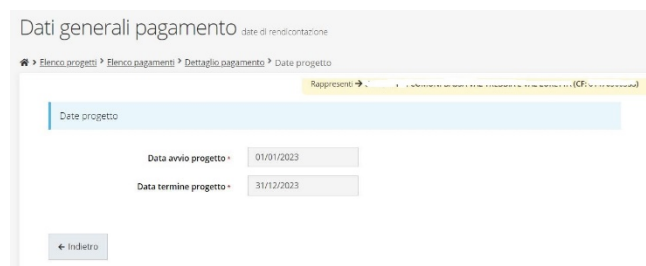 Dati generali pagamento date di rendicontazione
> Elenco progetti > Elenco pagamenti > Dettaglio pagamento > Date progetto
Rappresenti → (CF:
Date progetto
Data avvio progetto * 01/01/2023
Data termine progetto * 31/12/2023
← Indietro